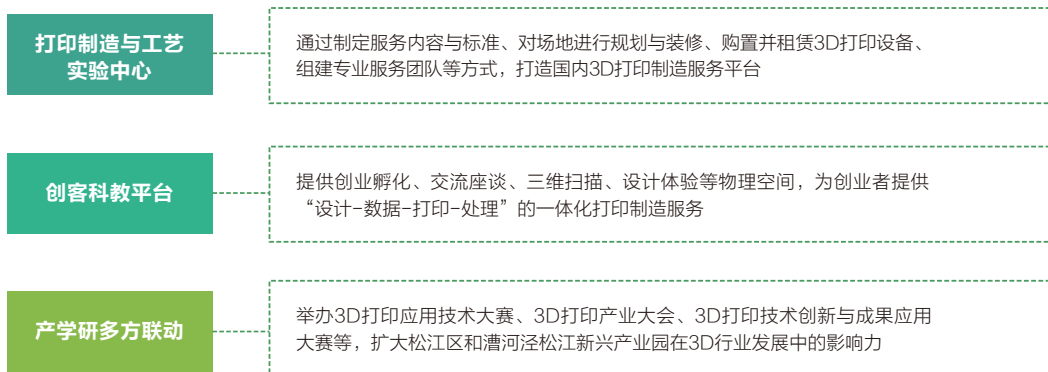 打印制造与工艺
实验中心
通过制定服务内容与标准、对场地进行规划与装修、购置并租赁3D打印设备、
组建专业服务团队等方式，打造国内3D打印制造服务平台
创客科教平台
提供创业孵化、交流座谈、三维扫描、设计体验等物理空间，为创业者提供
“设计-数据-打印-处理”的一体化打印制造服务
产学研多方联动
举办3D打印应用技术大赛、3D打印产业大会、3D打印技术创新与成果应用
大赛等，扩大松江区和漕河泾松江新兴产业园在3D行业发展中的影响力